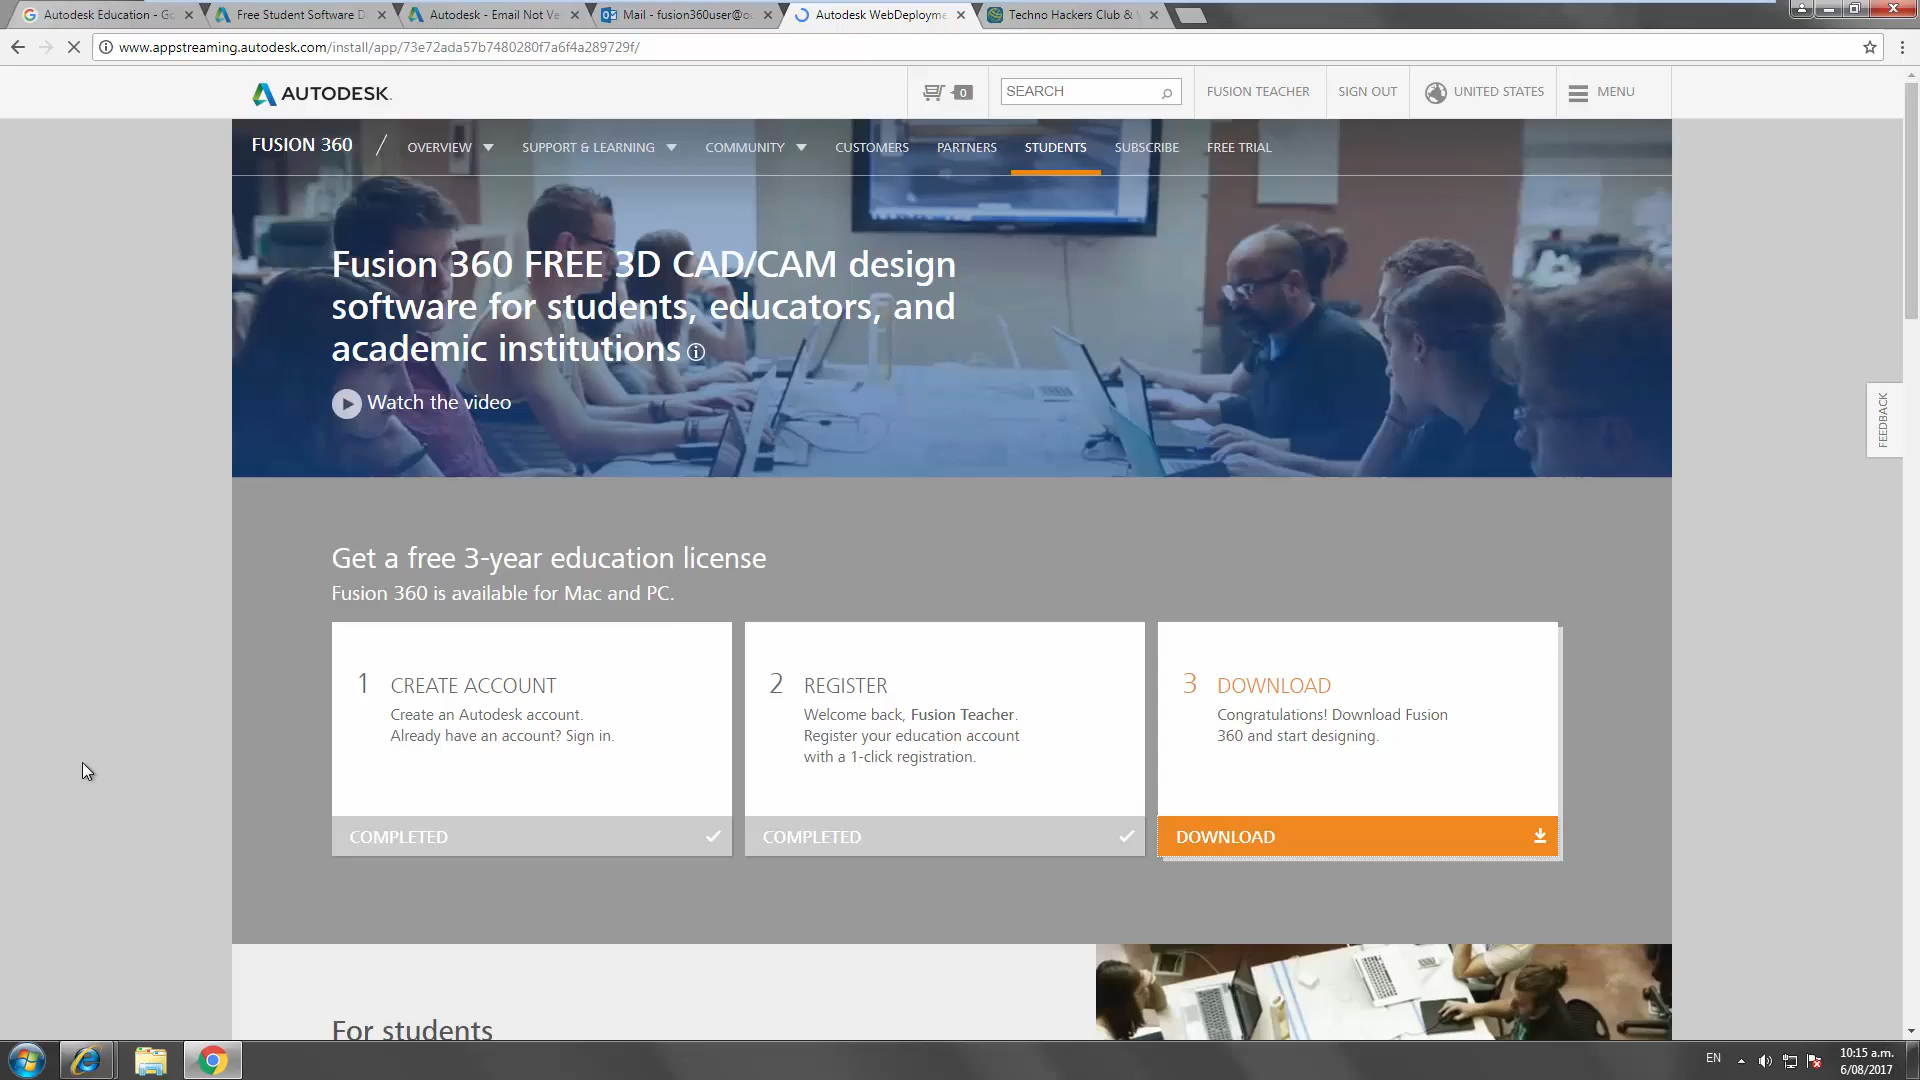 Autodesk Education - Go
Free Student Software D
Autodesk - Email Not Ve
Mail - fusion360user@ou
Autodesk WebDeployme
Techno Hackers Club &
www.appstreaming.autodesk.com/install/app/73e72ada57b7480280f7a6f4a289729f/
AUTODESK.
0
SEARCH
FUSION TEACHER
SIGN OUT
UNITED STATES
MENU
FUSION 360 /
OVERVIEW
SUPPORT & LEARNING
COMMUNITY
CUSTOMERS
PARTNERS
STUDENTS
SUBSCRIBE
FREE TRIAL
Fusion 360 FREE 3D CAD/CAM design
software for students, educators, and
academic institutions
Watch the video
FEEDBACK
Get a free 3-year education license
Fusion 360 is available for Mac and PC.
1 CREATE ACCOUNT
Create an Autodesk account.
Already have an account? Sign in.
COMPLETED
2 REGISTER
Welcome back, Fusion Teacher.
Register your education account
with a 1-click registration.
COMPLETED
3 DOWNLOAD
Congratulations! Download Fusion
360 and start designing.
DOWNLOAD
For students
EN
10:15 a.m.
6/08/2017